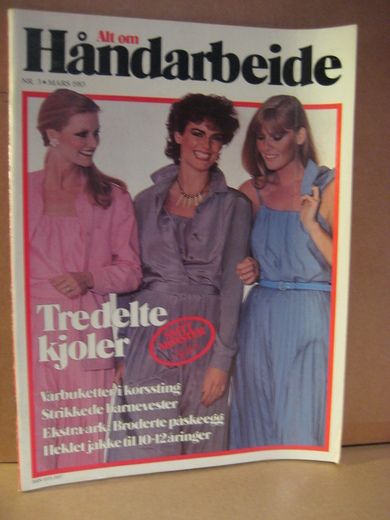 Alt om
Håndarbeide
NR. 3 • MARS 1983
Tredelte
kjoler
Vårbuketter i korssting
Strikkede barnevester
Ekstra-ark: Broderte påskeegg
Heklet jakke til 10-12 åringer